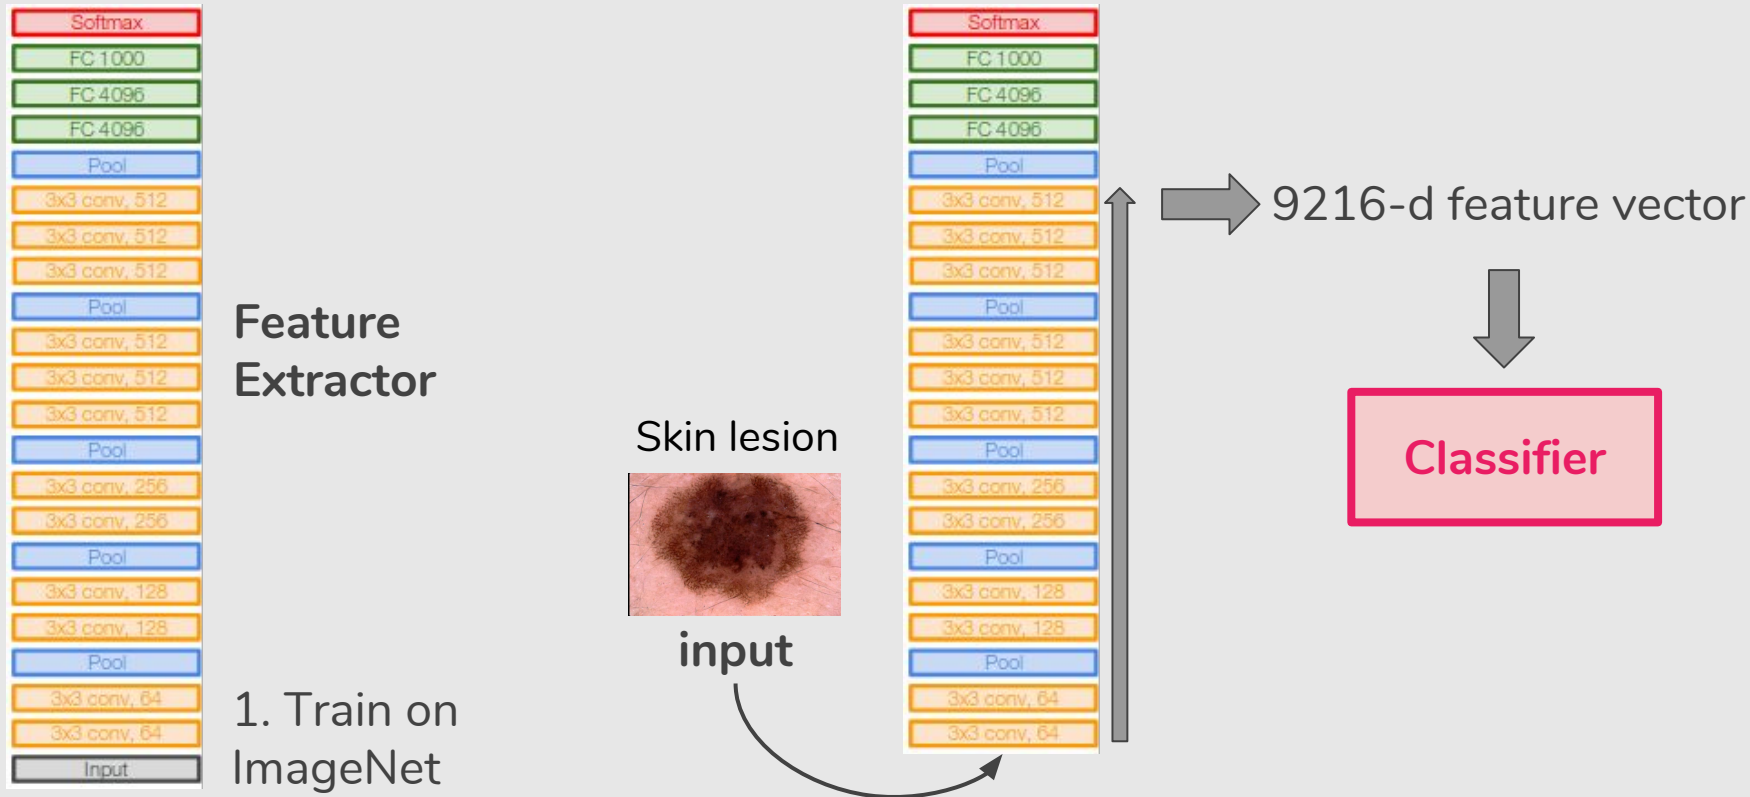 Softmax
FC 1000
FC 4096
FC 4096
Pool
3x3 conv, 512
3x3 conv, 512
3x3 conv, 512
Pool
3x3 conv, 512
3x3 conv, 512
3x3 conv, 512
Pool
3x3 conv, 256
3x3 conv, 256
Pool
3x3 conv, 128
3x3 conv, 128
Pool
3x3 conv, 64
3x3 conv, 64
Input
Feature
Extractor
1. Train on
ImageNet
Skin lesion
input
Softmax
FC 1000
FC 4096
FC 4096
Pool
3x3 conv, 512
3x3 conv, 512
3x3 conv, 512
Pool
3x3 conv, 512
3x3 conv, 512
3x3 conv, 512
Pool
3x3 conv, 256
3x3 conv, 256
Pool
3x3 conv, 128
3x3 conv, 128
Pool
3x3 conv, 64
3x3 conv, 64
9216-d feature vector
Classifier